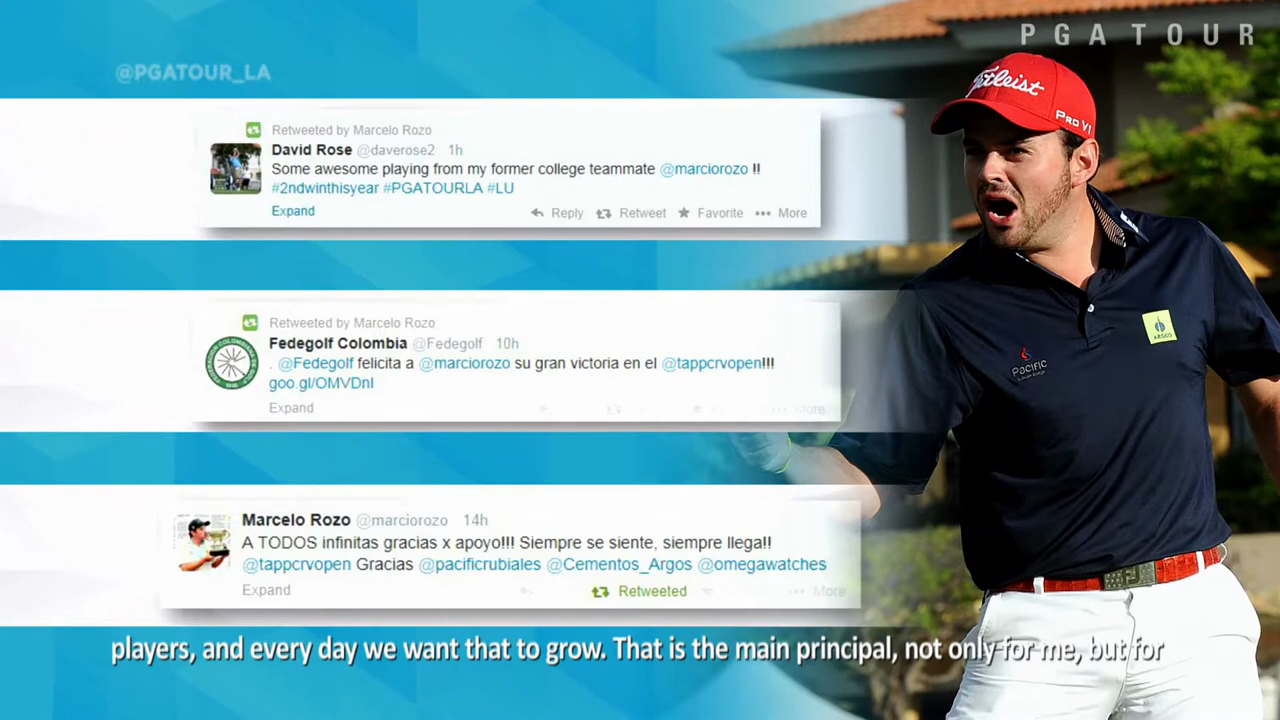 PGATOUR
@PGATOUR_LA
Titleist
PRO V1
Retweeted by Marcelo Rozo
David Rose @daverose2 1h
Some awesome playing from my former college teammate @marciorozo !!
#2ndwinthisyear #PGATOURLA #LU
Expand Reply Retweet Favorite More
Retweeted by Marcelo Rozo
Fedegolf Colombia @Fedegolf 10h
. @Fedegolf felicita a @marciorozo su gran victoria en el @tappcrvopen!!!
goo.gl/OMVDnI
Expand More
ARGOS
Pacific
Marcelo Rozo @marciorozo 14h
A TODOS infinitas gracias x apoyo!!! Siempre se siente, siempre llega!!
@tappcrvopen Gracias @pacificrubiales @Cementos_Argos @omegawatches
Expand Retweeted More
players, and every day we want that to grow. That is the main principal, not only for me, but for